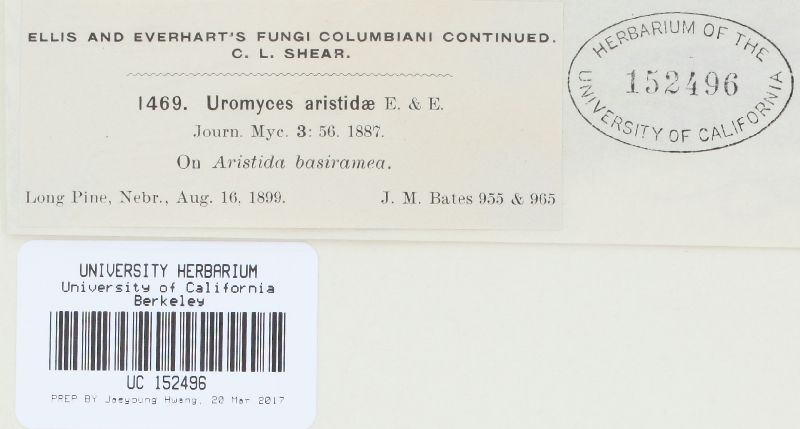 ELLIS AND EVERHART'S FUNGI COLUMBIANI CONTINUED.
C. L. SHEAR.
1469. Uromyces aristidæ E. & E.
Journ. Myc. 3: 56. 1887.
On Aristida basiramea.
Long Pine, Nebr., Aug. 16, 1899. J. M. Bates 955 & 965
HERBARIUM OF THE
152496
UNIVERSITY OF CALIFORNIA
UNIVERSITY HERBARIUM
University of California
Berkeley
UC 152496
PREP BY Jaeyoung Hwang, 20 Mar 2017